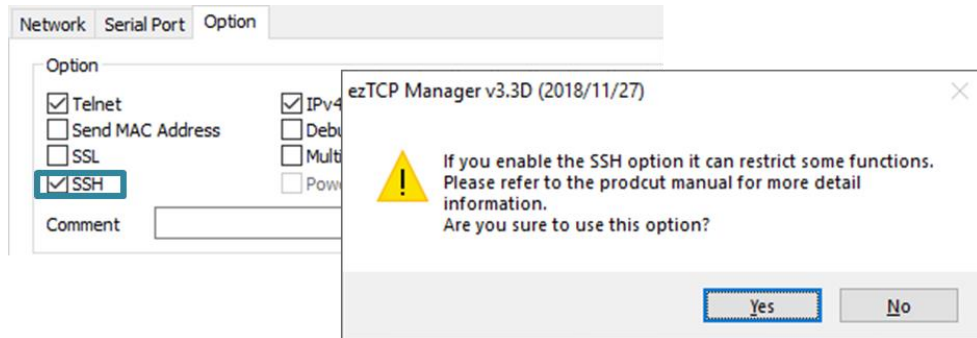 Network Serial Port Option
Option
Telnet
Send MAC Address
SSL
SSH
IPv4
Debu
Multi
Pow
Comment
ezTCP Manager v3.3D (2018/11/27)
If you enable the SSH option it can restrict some functions.
Please refer to the prodcut manual for more detail
information.
Are you sure to use this option?
Yes No